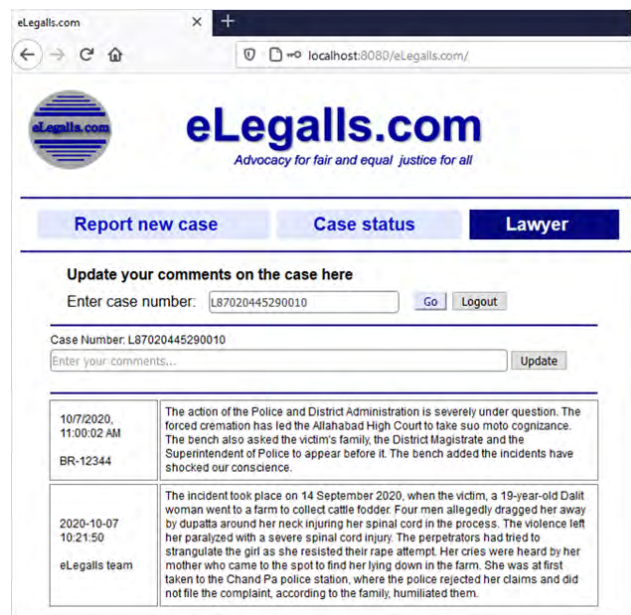 eLegalls.com
localhost:8080/eLegalls.com/
eLegalls.com
eLegalls.com
Advocacy for fair and equal justice for all
Report new case
Case status
Lawyer
Update your comments on the case here
Enter case number:
L87020445290010
Go
Logout
Case Number: L87020445290010
Enter your comments...
Update
10/7/2020,
11:00:02 AM
BR-12344
The action of the Police and District Administration is severely under question. The
forced cremation has led the Allahabad High Court to take suo moto cognizance.
The bench also asked the victim's family, the District Magistrate and the
Superintendent of Police to appear before it. The bench added the incidents have
shocked our conscience.
2020-10-07
10:21:50
eLegalls team
The incident took place on 14 September 2020, when the victim, a 19-year-old Dalit
woman went to a farm to collect cattle fodder. Four men allegedly dragged her away
by dupatta around her neck injuring her spinal cord in the process. The violence left
her paralyzed with a severe spinal cord injury. The perpetrators had tried to
strangulate the girl as she resisted their rape attempt. Her cries were heard by her
mother who came to the spot to find her lying down in the farm. She was at first
taken to the Chand Pa police station, where the police rejected her claims and did
not file the complaint, according to the family, humiliated them.